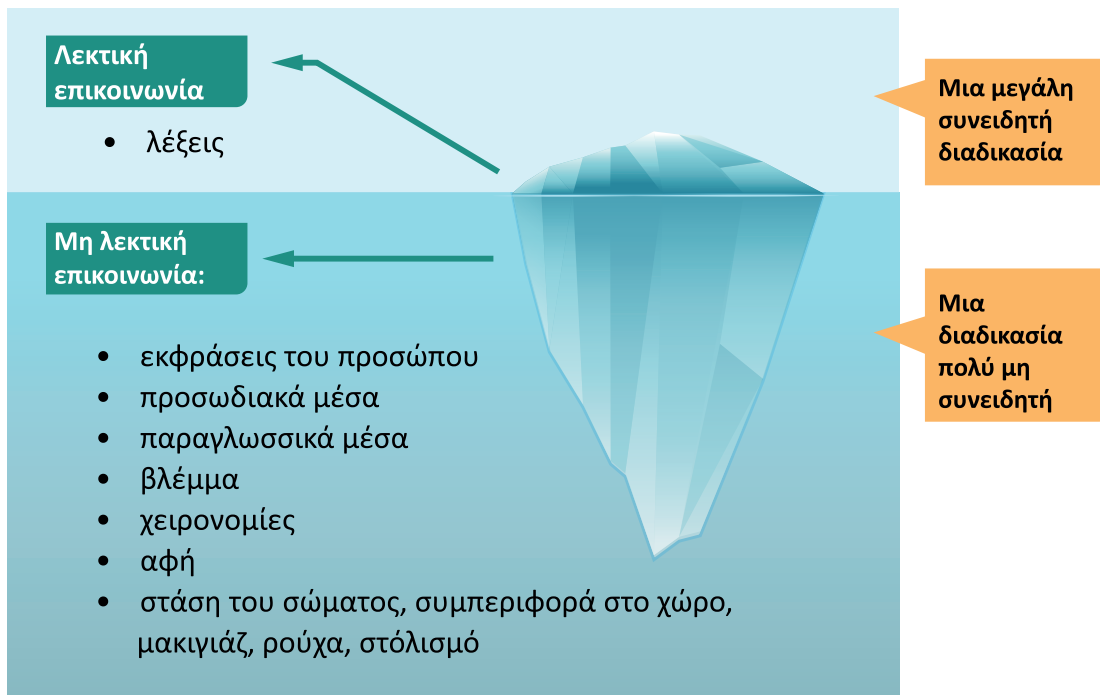 Λεκτική
επικοινωνία
• λέξεις
Μια μεγάλη
συνειδητή
διαδικασία
Μη λεκτική
επικοινωνία:
• εκφράσεις του προσώπου
• προσωδιακά μέσα
• παραγλωσσικά μέσα
• βλέμμα
• χειρονομίες
• αφή
• στάση του σώματος, συμπεριφορά στο χώρο,
μακιγιάζ, ρούχα, στόλισμό
Μια
διαδικασία
πολύ μη
συνειδητή